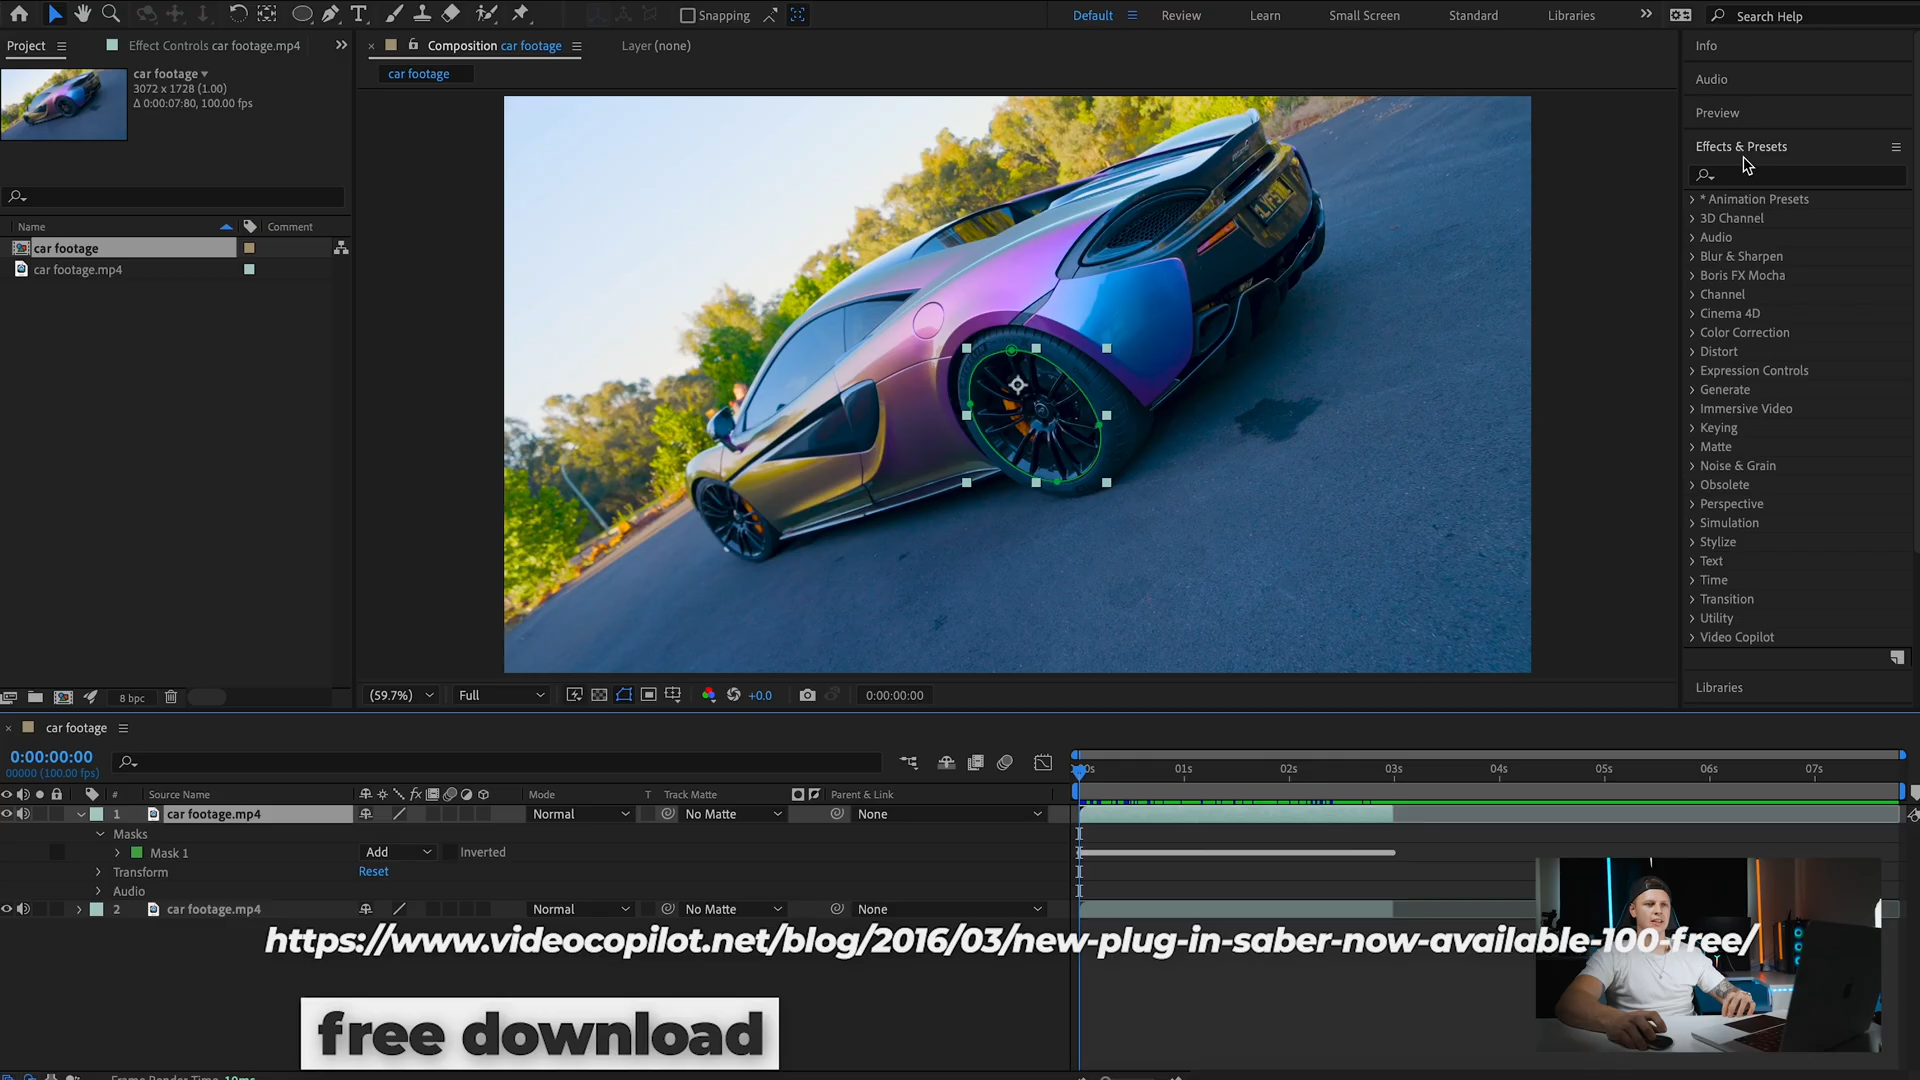 Snapping
Default
Review
Learn
Small Screen
Standard
Libraries
Search Help
Project
Effect Controls car footage.mp4
Composition car footage
Layer (none)
car footage
car footage
3072 x 1728 (1.00)
Δ 0:00:07:80, 100.00 fps
Name
Comment
car footage
car footage.mp4
8 bpc
(59.7%)
Full
+0.0
0:00:00:00
Info
Audio
Preview
Effects & Presets
* Animation Presets
3D Channel
Audio
Blur & Sharpen
Boris FX Mocha
Channel
Cinema 4D
Color Correction
Distort
Expression Controls
Generate
Immersive Video
Keying
Matte
Noise & Grain
Obsolete
Perspective
Simulation
Stylize
Text
Time
Transition
Utility
Video Copilot
Libraries
car footage
0:00:00:00
00000 (100.00 fps)
# Source Name
Mode
T Track Matte
Parent & Link
01s 02s 03s 04s 05s 06s 07s
1 car footage.mp4 Normal No Matte None
Masks
Mask 1 Add Inverted
Transform Reset
Audio
2 car footage.mp4 Normal No Matte None
https://www.videocopilot.net/blog/2016/03/new-plug-in-saber-now-available-100-free/
free download